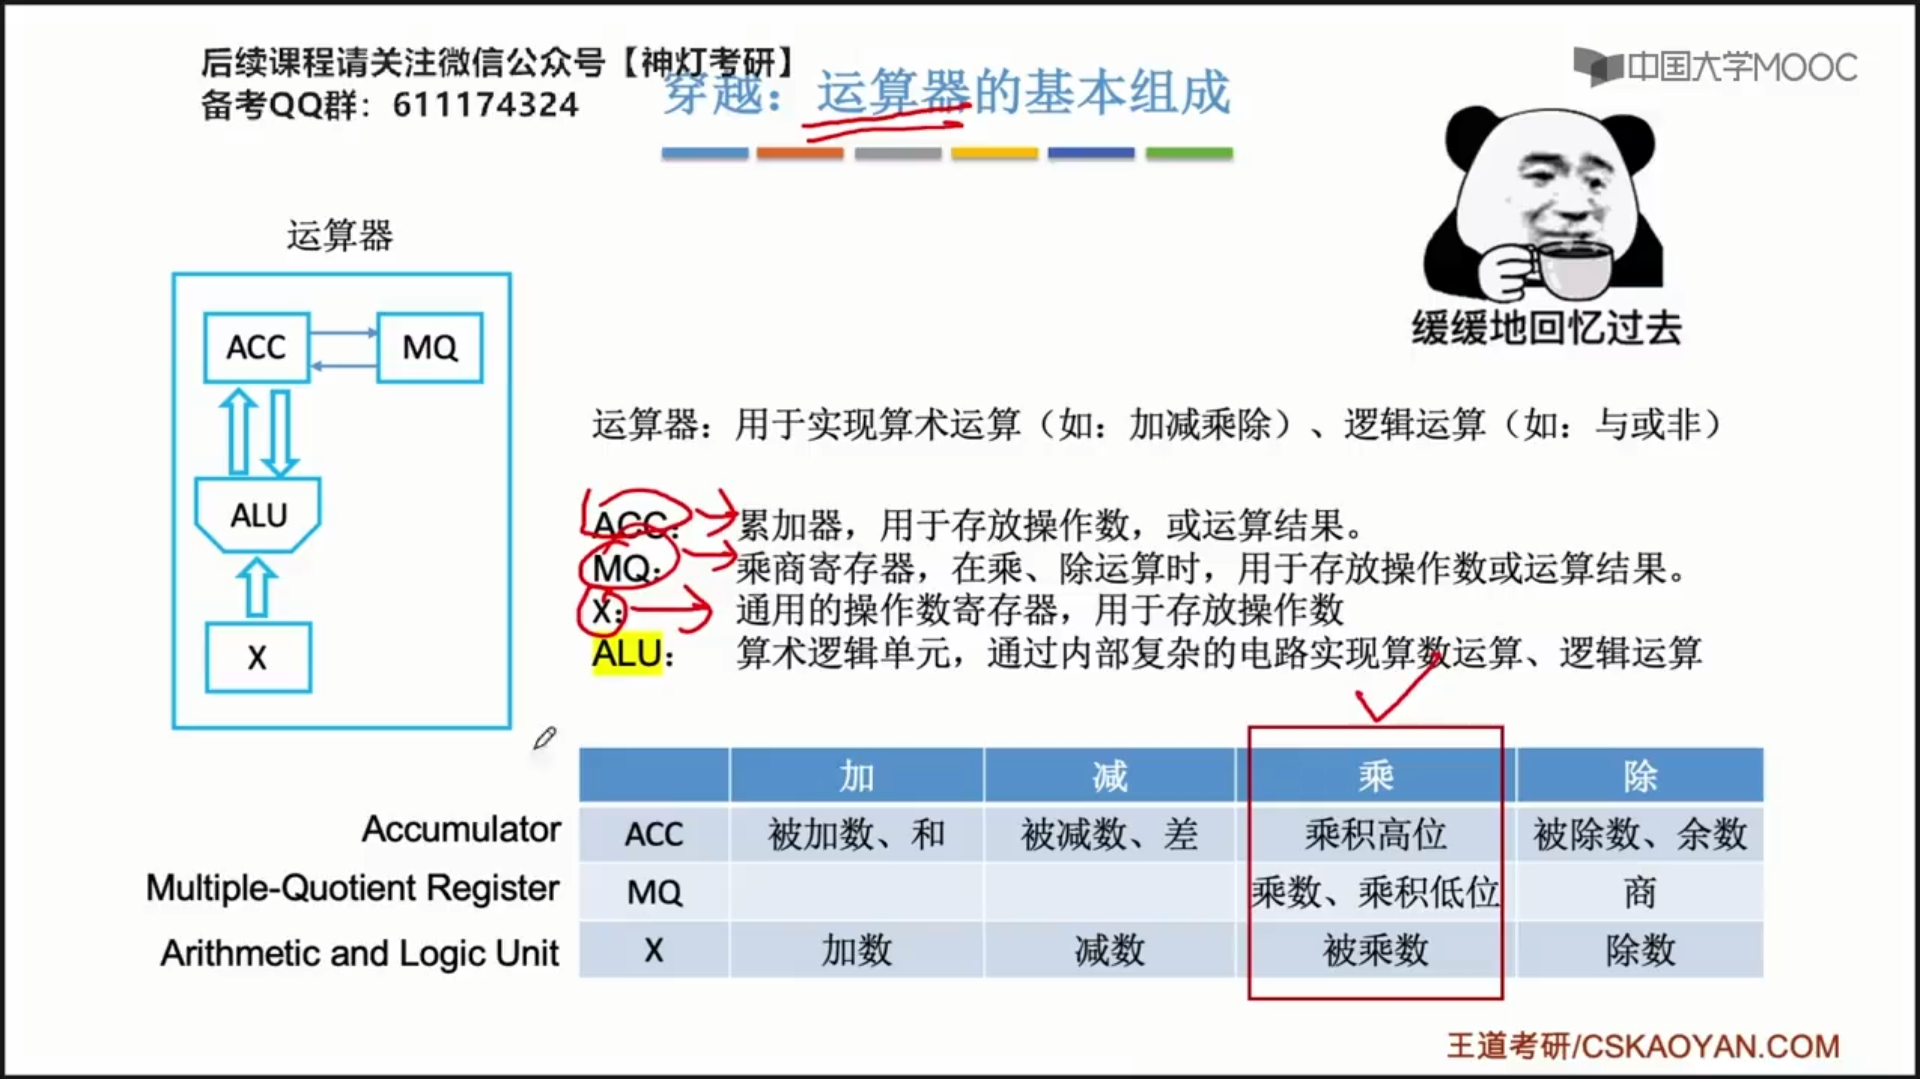 后续课程请关注微信公众号【神灯考研】
备考QQ群：611174324
中国大学MOOC
穿越：运算器的基本组成
缓缓地回忆过去
运算器
ACC
MQ
ALU
X
运算器：用于实现算术运算（如：加减乘除）、逻辑运算（如：与或非）
ACC： 累加器，用于存放操作数，或运算结果。
MQ： 乘商寄存器，在乘、除运算时，用于存放操作数或运算结果。
X： 通用的操作数寄存器，用于存放操作数
ALU： 算术逻辑单元，通过内部复杂的电路实现算数运算、逻辑运算
加 减 乘 除
Accumulator ACC 被加数、和 被减数、差 乘积高位 被除数、余数
Multiple-Quotient Register MQ 乘数、乘积低位 商
Arithmetic and Logic Unit X 加数 减数 被乘数 除数
王道考研/CSKAOYAN.COM